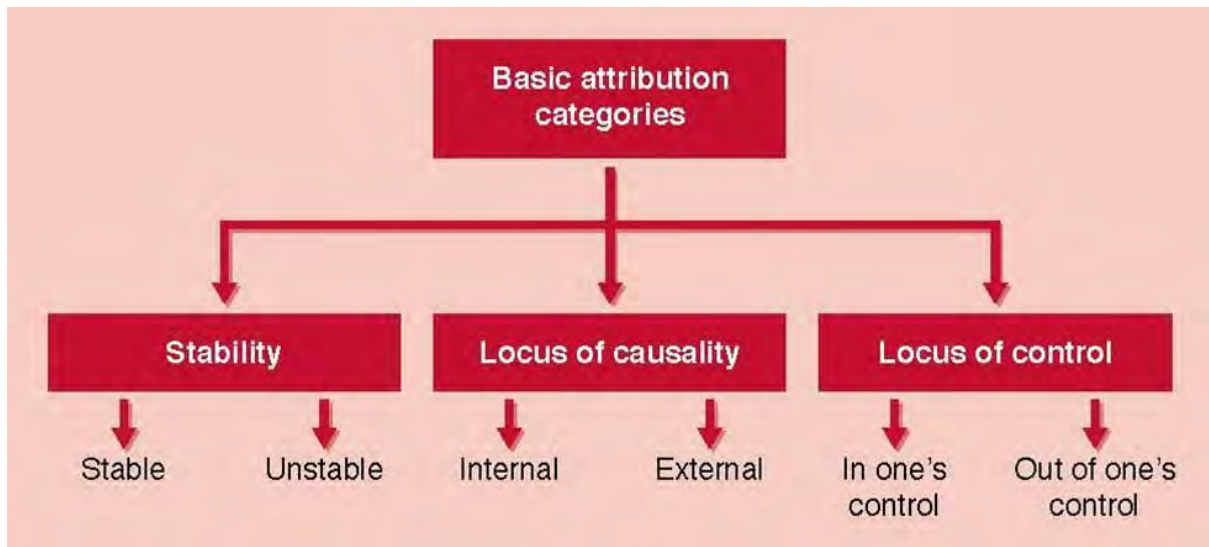 Basic attribution
categories
Stability
Locus of causality
Locus of control
Stable
Unstable
Internal
External
In one's
control
Out of one's
control